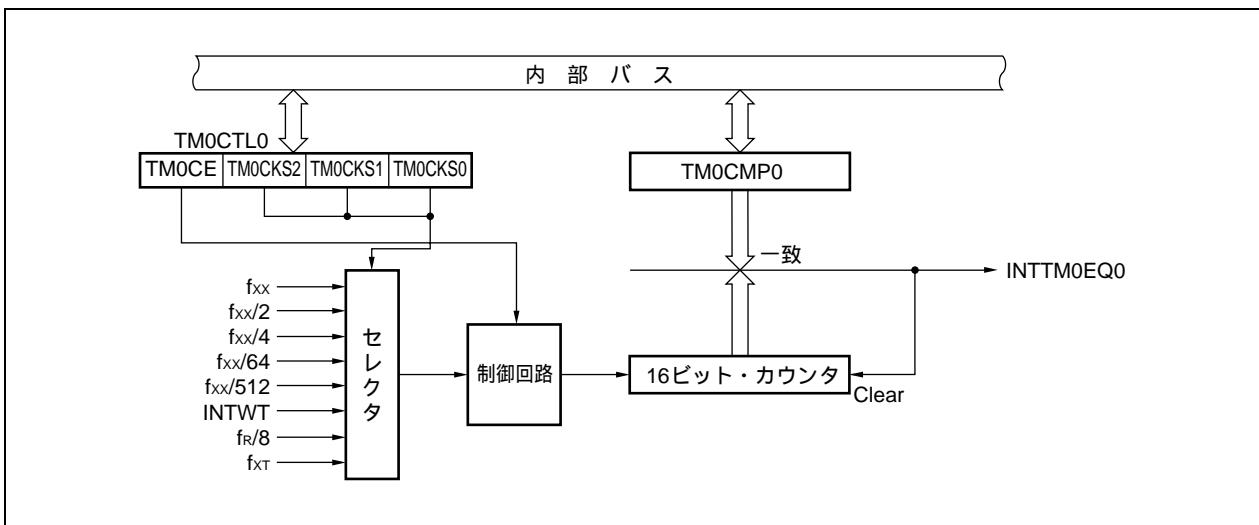 内 部 バ ス
TM0CTL0
TM0CE TM0CKS2 TM0CKS1 TM0CKS0
TM0CMP0
一致
INTTM0EQ0
fXX
fXX/2
fXX/4
fXX/64
fXX/512
INTWT
fR/8
fXT
セレクタ
制御回路
16ビット・カウンタ
Clear